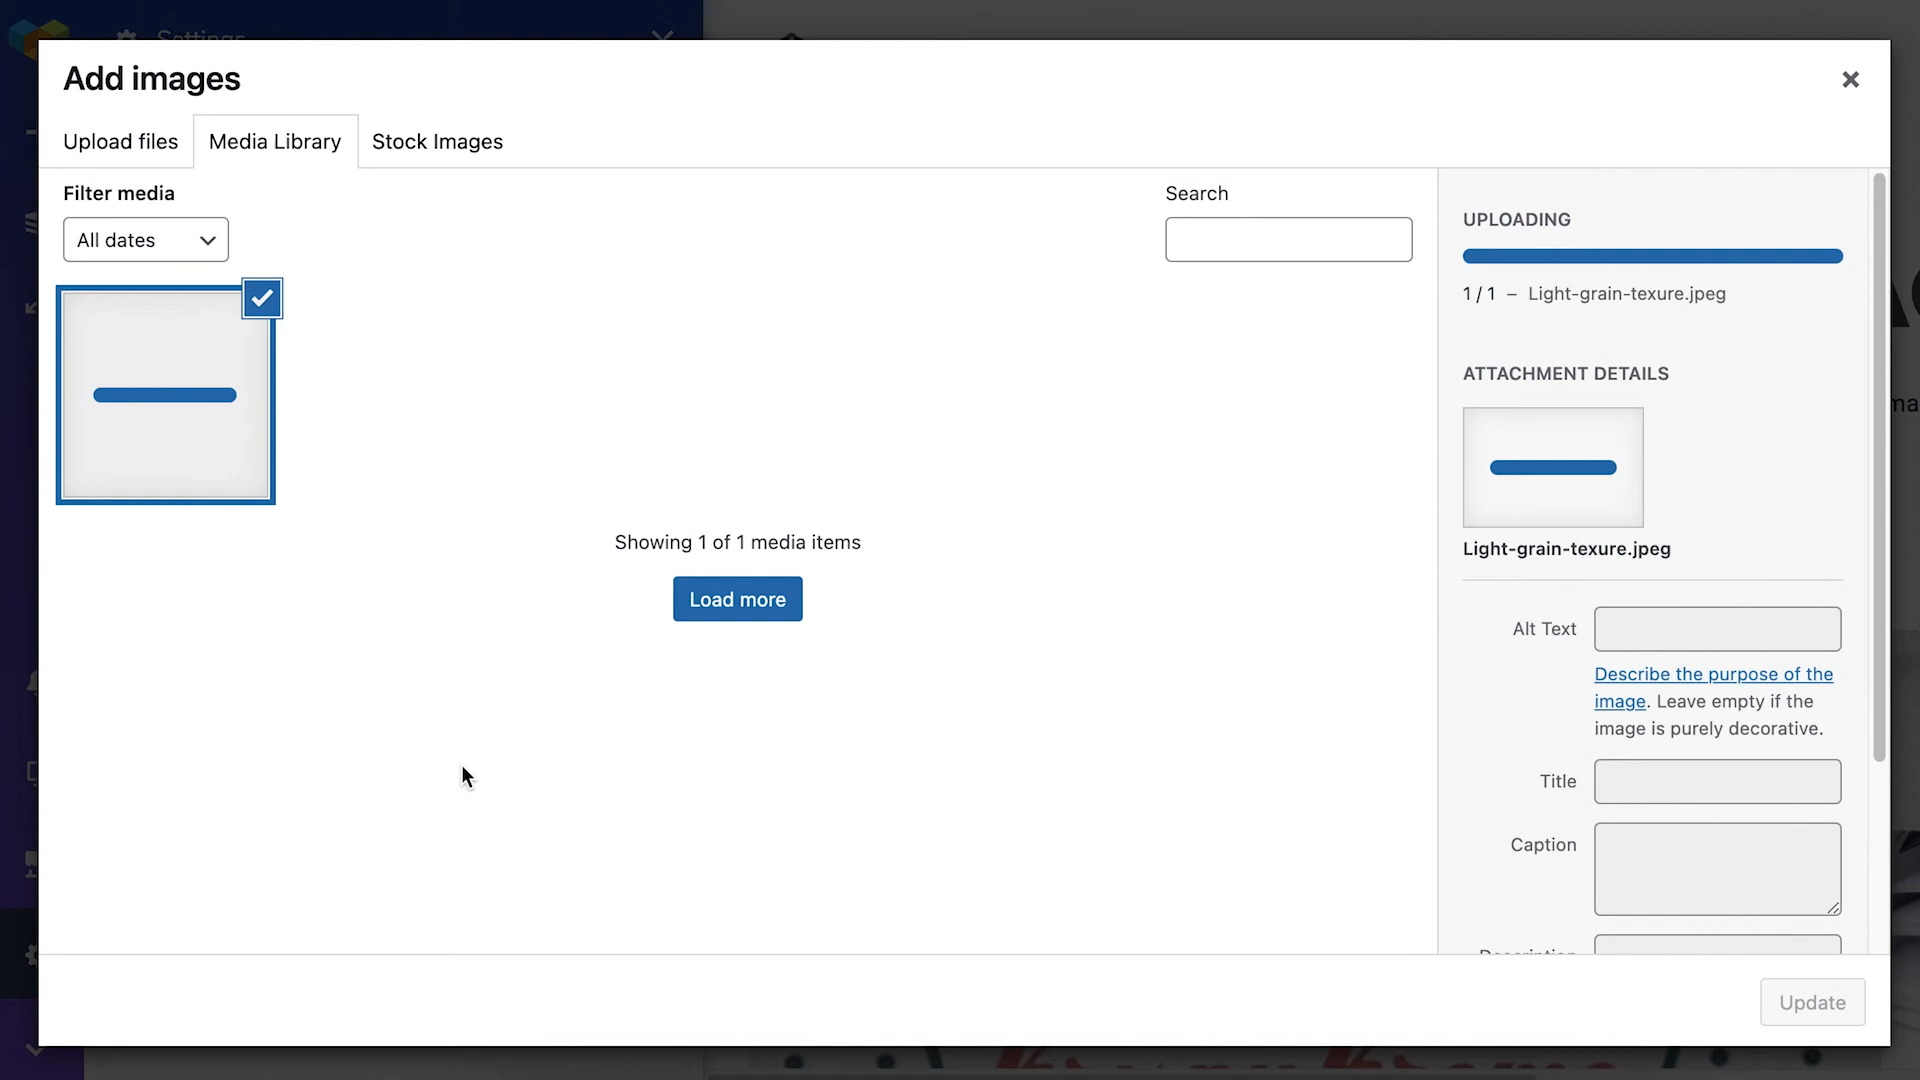 Settings
Add images
Upload files
Media Library
Stock Images
Filter media
All dates
Search
Showing 1 of 1 media items
Load more
UPLOADING
1 / 1 – Light-grain-texure.jpeg
ATTACHMENT DETAILS
Light-grain-texure.jpeg
Alt Text
Describe the purpose of the
image. Leave empty if the
image is purely decorative.
Title
Caption
Description
Update